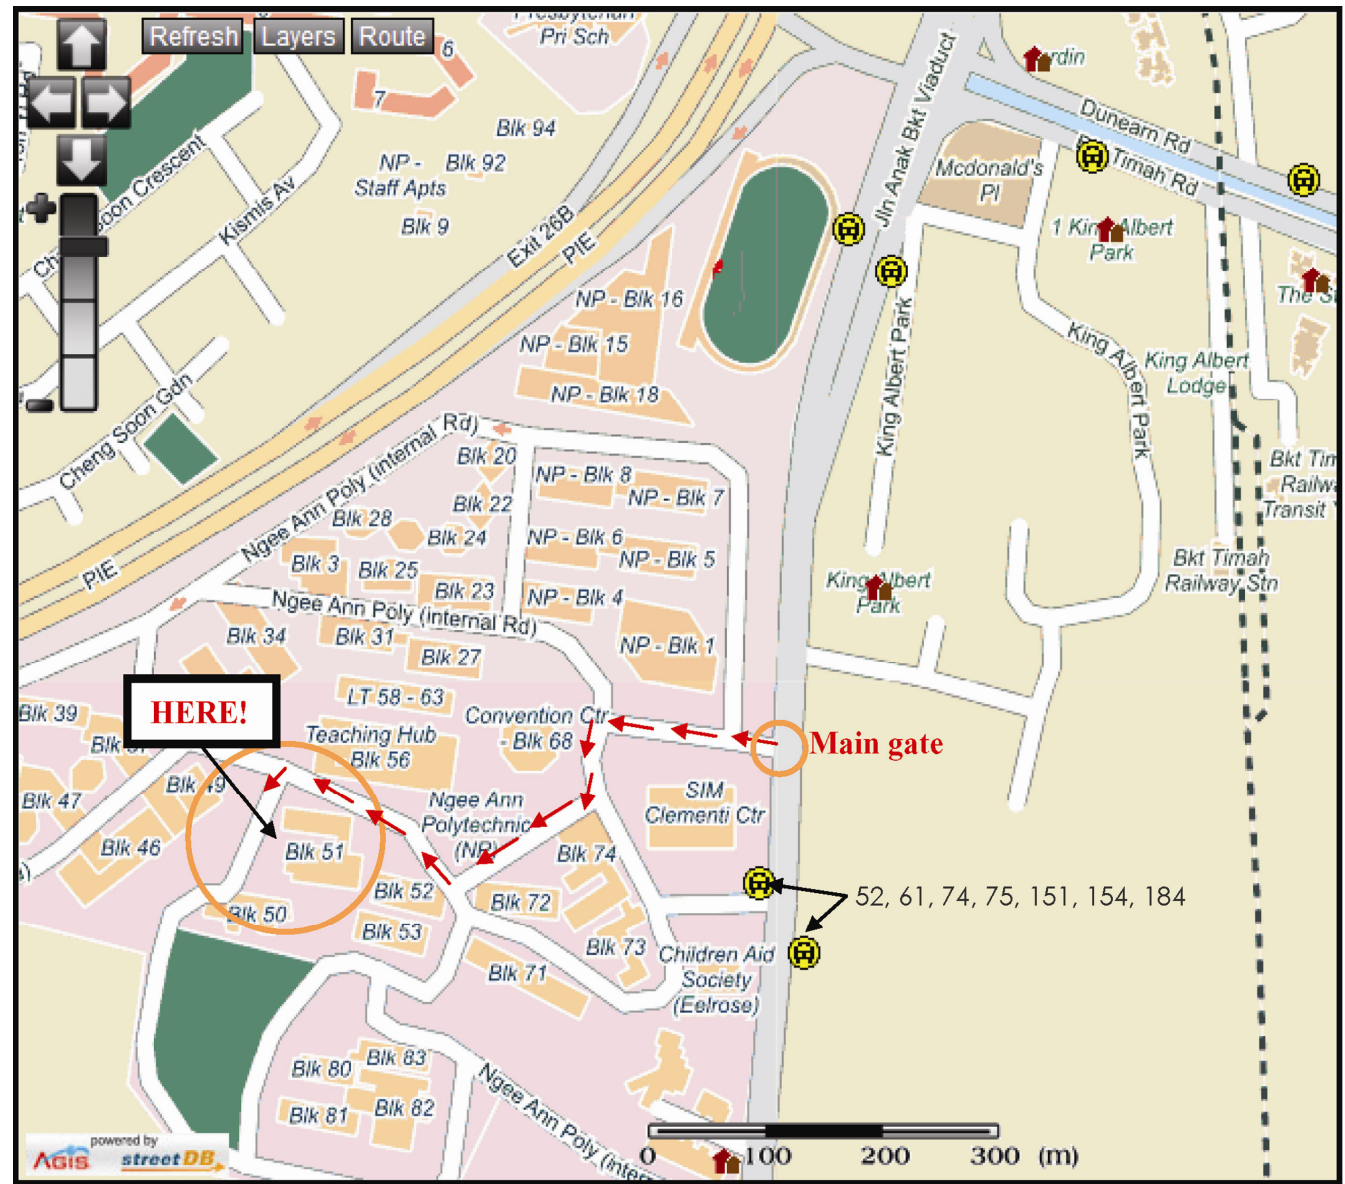 Refresh
Layers
Route
Pri Sch
6
7
Blk 94
NP -
Staff Apts
Blk 92
Blk 9
Kismis Av
Exit 26B
PIE
Jln Anak Bkt Viaduct
Dunearn Rd
Timah Rd
Mcdonald's
Pl
1 King Albert
Park
King Albert Park
King Albert Park
King Albert
Lodge
Cheng Soon Gdn
NP - Blk 16
NP - Blk 15
NP - Blk 18
Ngee Ann Poly (internal Rd)
Blk 20
NP - Blk 8
NP - Blk 7
Blk 22
Blk 28
Blk 24
NP - Blk 6
NP - Blk 5
Blk 3
Blk 25
Blk 23
NP - Blk 4
PIE
Ngee Ann Poly (internal Rd)
Blk 34
Blk 31
Blk 27
NP - Blk 1
King Albert
Park
Bkt Timah
Railway Stn
LT 58 - 63
HERE!
Blk 39
Teaching Hub
Blk 56
Convention Ctr
- Blk 68
Main gate
Blk 49
Blk 47
Blk 46
Blk 51
Ngee Ann
Polytechnic
(NP)
SIM
Clementi Ctr
Blk 74
Blk 52
Blk 72
Blk 50
Blk 53
52, 61, 74, 75, 151, 154, 184
Blk 71
Blk 73
Children Aid
Society
(Eelrose)
Blk 80
Blk 83
Blk 81
Blk 82
Ngee Ann Poly
powered by
AGIS
streetDB
0 100 200 300 (m)